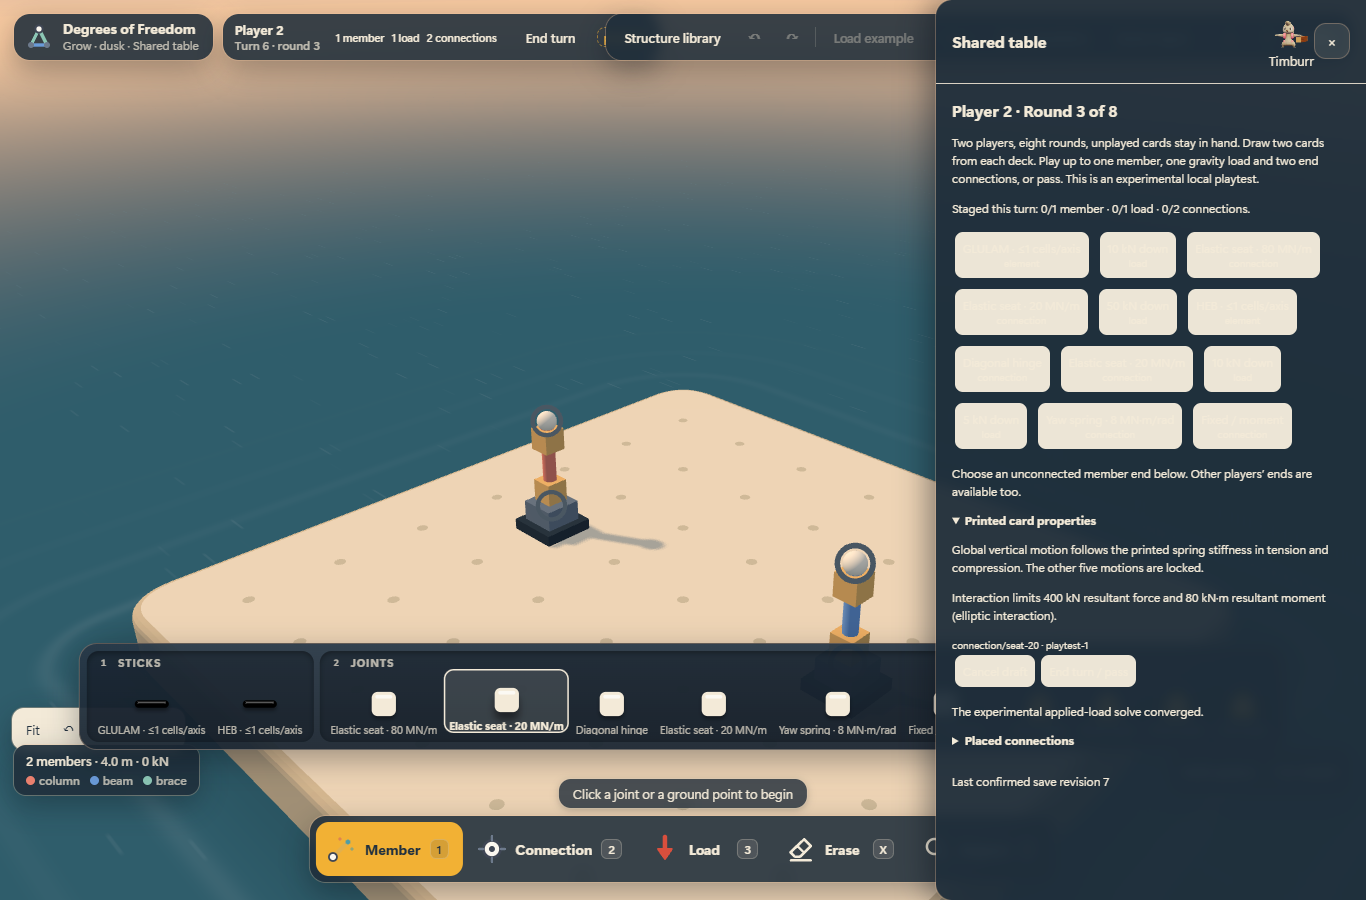 Degrees of Freedom
Grow · dusk · Shared table
Player 2
Turn 6 · round 3
1 member 1 load 2 connections
End turn
Structure library
Load example
Shared table
Timburr
×
Player 2 · Round 3 of 8
Two players, eight rounds, unplayed cards stay in hand. Draw two cards
from each deck. Play up to one member, one gravity load and two end
connections, or pass. This is an experimental local playtest.
Staged this turn: 0/1 member · 0/1 load · 0/2 connections.
Choose an unconnected member end below. Other players' ends are
available too.
▼ Printed card properties
Global vertical motion follows the printed spring stiffness in tension and
compression. The other five motions are locked.
Interaction limits 400 kN resultant force and 80 kN·m resultant moment
(elliptic interaction).
connection/seat-20 · playtest-1
The experimental applied-load solve converged.
▶ Placed connections
Last confirmed save revision 7
1 STICKS
GLULAM · ≤1 cells/axis
HEB · ≤1 cells/axis
2 JOINTS
Elastic seat · 80 MN/m
Elastic seat · 20 MN/m
Diagonal hinge
Elastic seat · 20 MN/m
Yaw spring · 8 MN·m/rad
Fixed
Fit
2 members · 4.0 m · 0 kN
column beam brace
Click a joint or a ground point to begin
Member 1
Connection 2
Load 3
Erase X